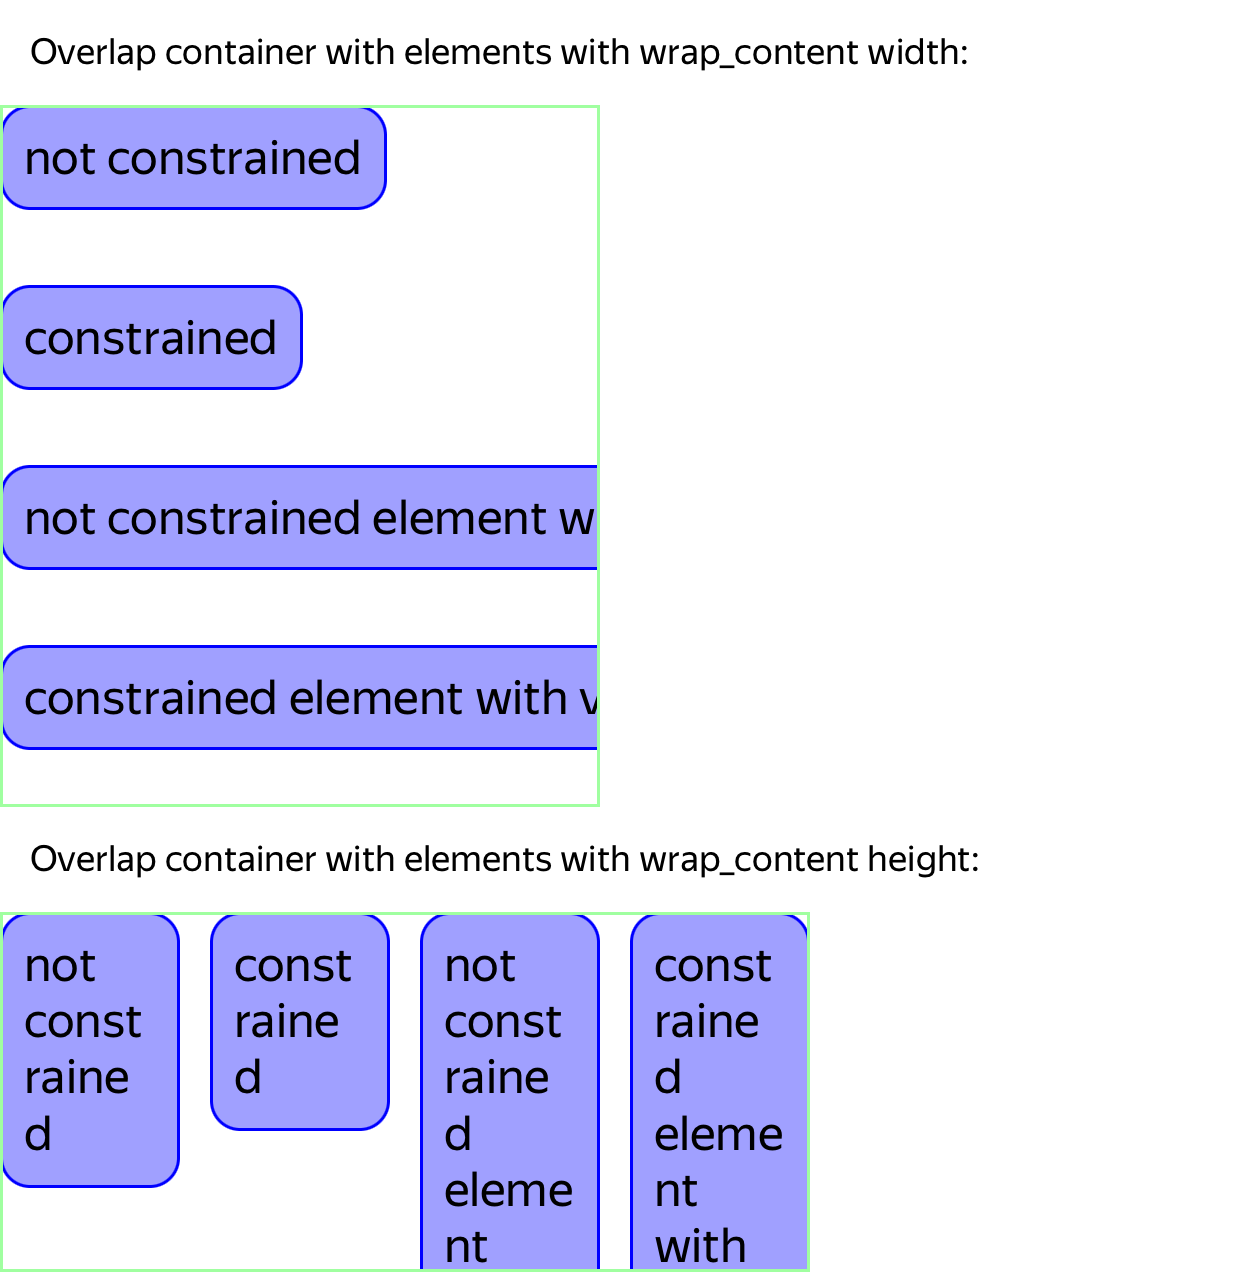 Overlap container with elements with wrap_content width:
not constrained
constrained
not constrained element w
constrained element with
Overlap container with elements with wrap_content height:
not
const
raine
d
const
raine
d
not
const
raine
d
eleme
nt
const
raine
d
eleme
nt
with